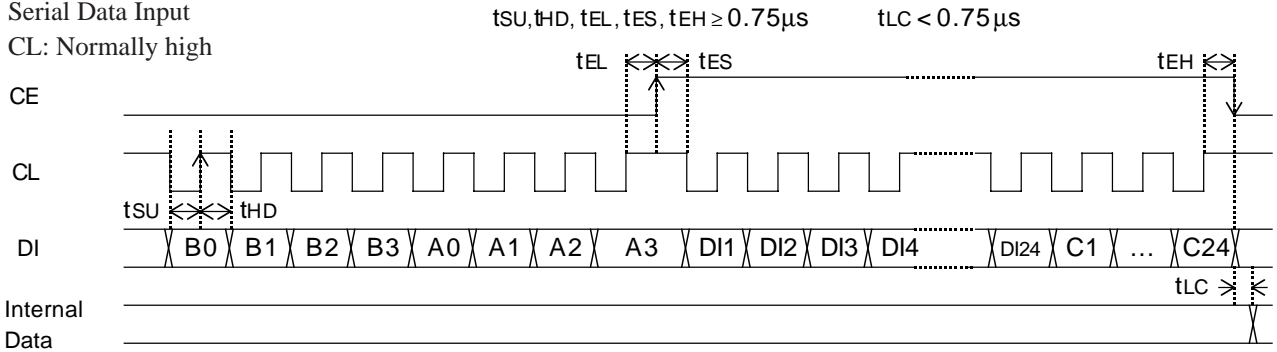 Serial Data Input
tSU,tHD, tEL, tES, tEH ≥ 0.75μs tLC < 0.75 μs
CL: Normally high
tEL tES tEH
CE
CL
tSU tHD
DI B0 B1 B2 B3 A0 A1 A2 A3 DI1 DI2 DI3 DI4 DI24 C1 ... C24
tLC
Internal
Data